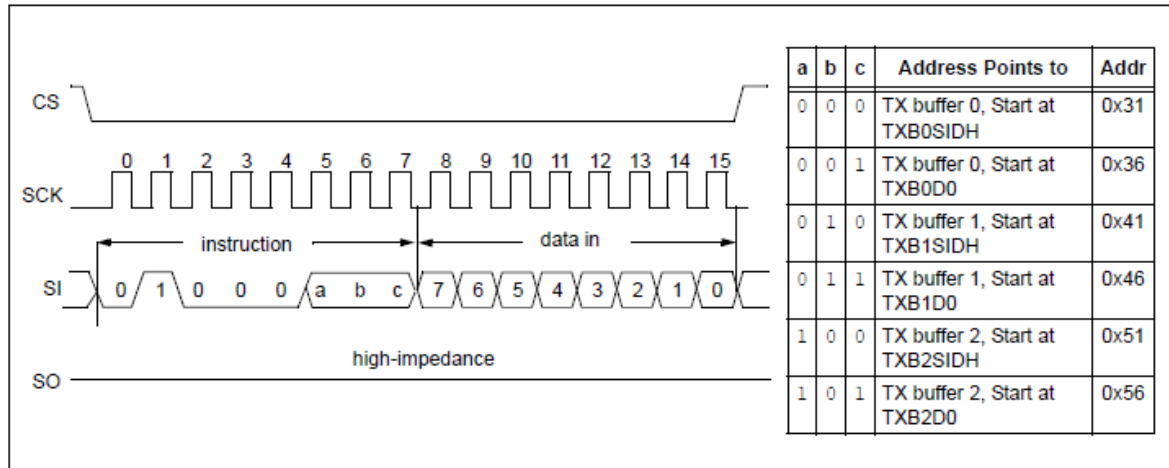 CS
0 1 2 3 4 5 6 7 8 9 10 11 12 13 14 15
SCK
instruction
data in
SI
0 1 0 0 0 a b c 7 6 5 4 3 2 1 0
high-impedance
SO
a b c Address Points to Addr
0 0 0 TX buffer 0, Start at 0x31
TXB0SIDH
0 0 1 TX buffer 0, Start at 0x36
TXB0D0
0 1 0 TX buffer 1, Start at 0x41
TXB1SIDH
0 1 1 TX buffer 1, Start at 0x46
TXB1D0
1 0 0 TX buffer 2, Start at 0x51
TXB2SIDH
1 0 1 TX buffer 2, Start at 0x56
TXB2D0